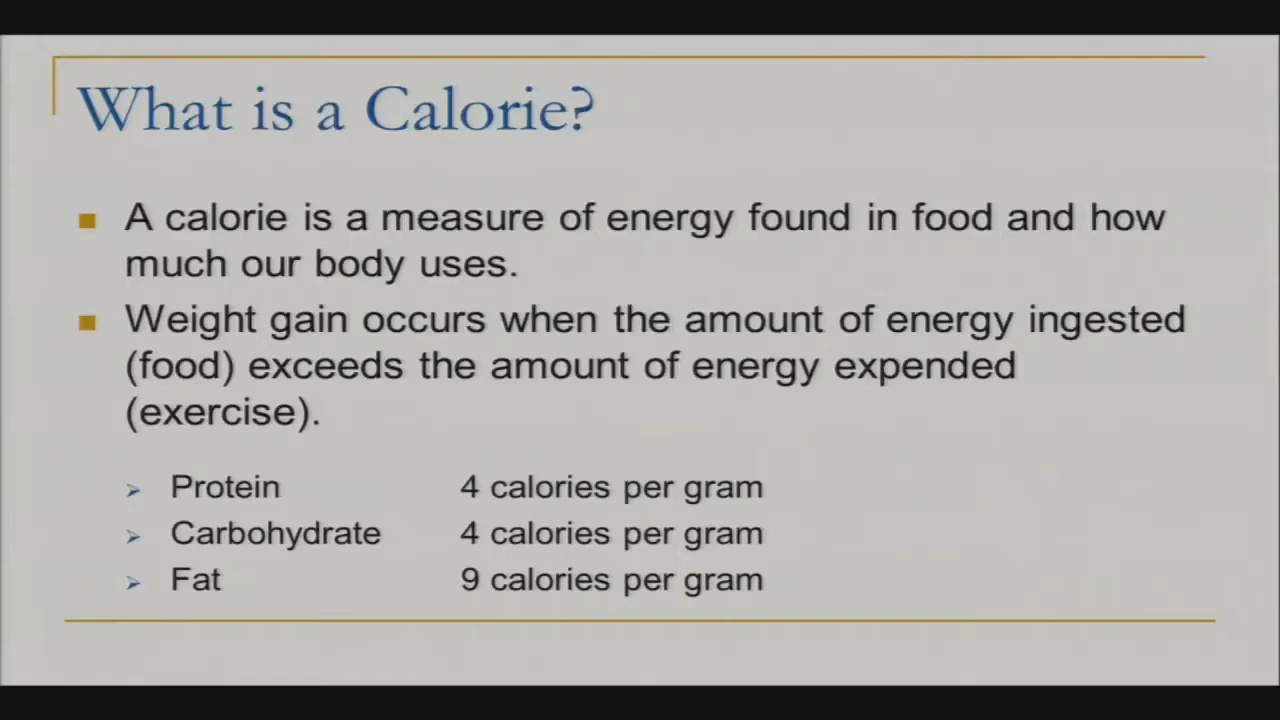 What is a Calorie?
A calorie is a measure of energy found in food and how
much our body uses.
Weight gain occurs when the amount of energy ingested
(food) exceeds the amount of energy expended
(exercise).
Protein 4 calories per gram
Carbohydrate 4 calories per gram
Fat 9 calories per gram